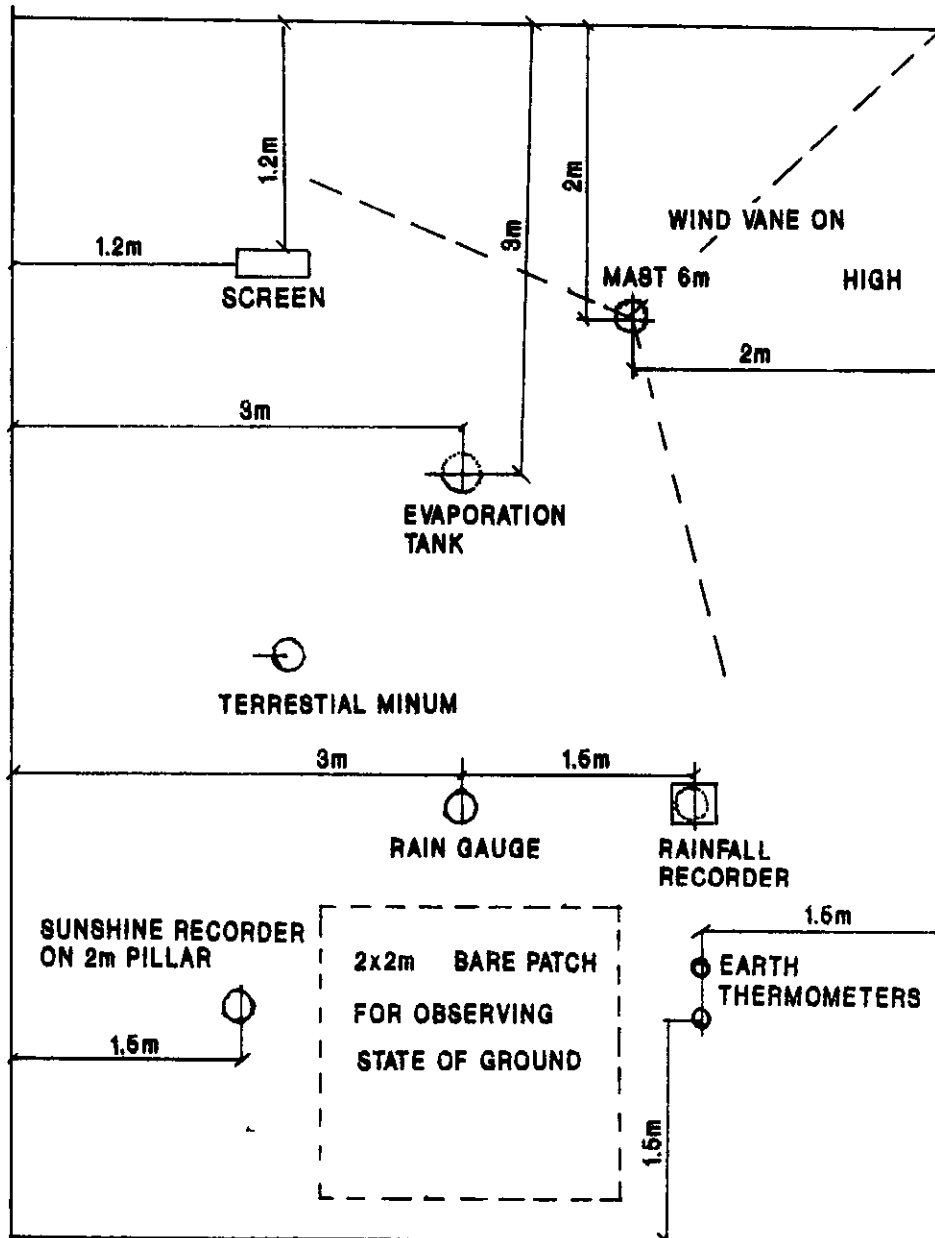 1.2m
2m
3m
WIND VANE ON
1.2m
SCREEN
MAST 6m
HIGH
2m
3m
EVAPORATION
TANK
TERRESTIAL MINUM
3m
1.5m
RAIN GAUGE
RAINFALL
RECORDER
SUNSHINE RECORDER
ON 2m PILLAR
2x2m BARE PATCH
FOR OBSERVING
STATE OF GROUND
1.5m
EARTH
THERMOMETERS
1.5m
1.5m